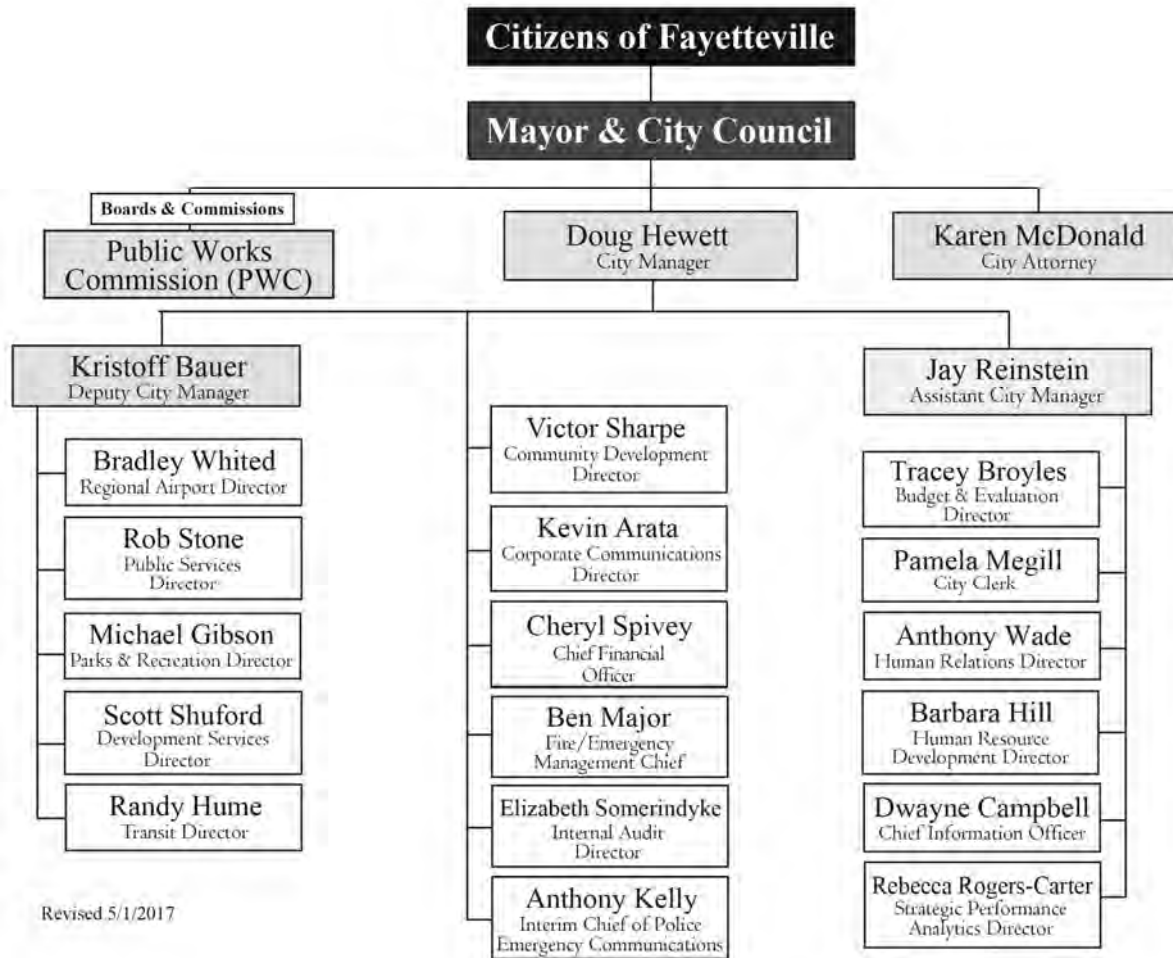 Citizens of Fayetteville
Mayor & City Council
Boards & Commissions
Public Works
Commission (PWC)
Doug Hewett
City Manager
Karen McDonald
City Attorney
Kristoff Bauer
Deputy City Manager
Bradley Whited
Regional Airport Director
Rob Stone
Public Services
Director
Michael Gibson
Parks & Recreation Director
Scott Shuford
Development Services
Director
Randy Hume
Transit Director
Victor Sharpe
Community Development
Director
Kevin Arata
Corporate Communications
Director
Cheryl Spivey
Chief Financial
Officer
Ben Major
Fire/Emergency
Management Chief
Elizabeth Somerindyke
Internal Audit
Director
Anthony Kelly
Interim Chief of Police
Emergency Communications
Jay Reinstein
Assistant City Manager
Tracey Broyles
Budget & Evaluation
Director
Pamela Megill
City Clerk
Anthony Wade
Human Relations Director
Barbara Hill
Human Resource
Development Director
Dwayne Campbell
Chief Information Officer
Rebecca Rogers-Carter
Strategic Performance
Analytics Director
Revised 5/1/2017